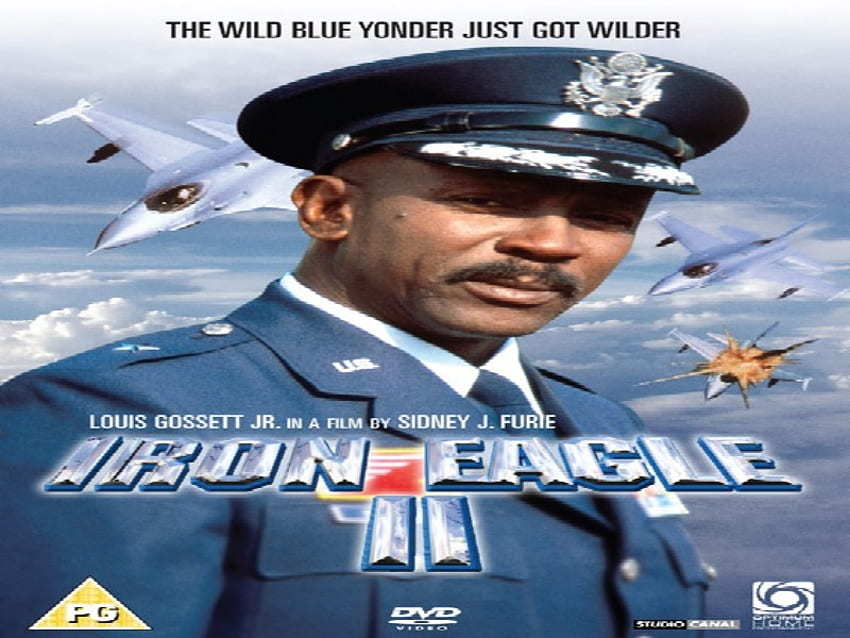 THE WILD BLUE YONDER JUST GOT WILDER
U.S.
LOUIS GOSSETT JR. IN A FILM BY SIDNEY J. FURIE
IRON EAGLE
II
PG
DVD
VIDEO
STUDIO CANAL
OPTIMUM
HOME